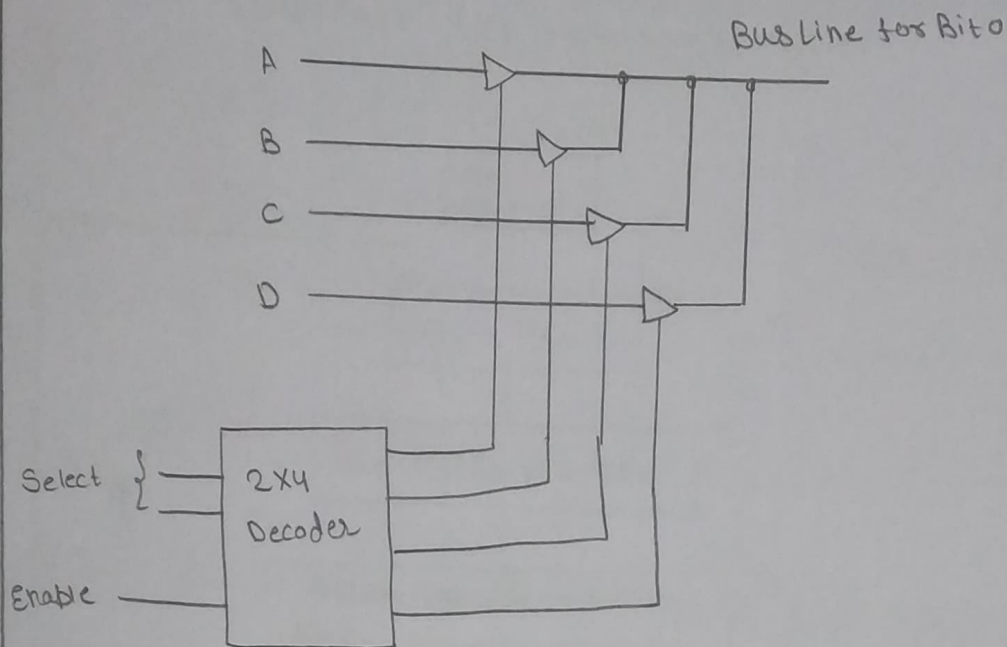 Bus Line for Bit 0
A
B
C
D
Select {
2X4
Decoder
Enable